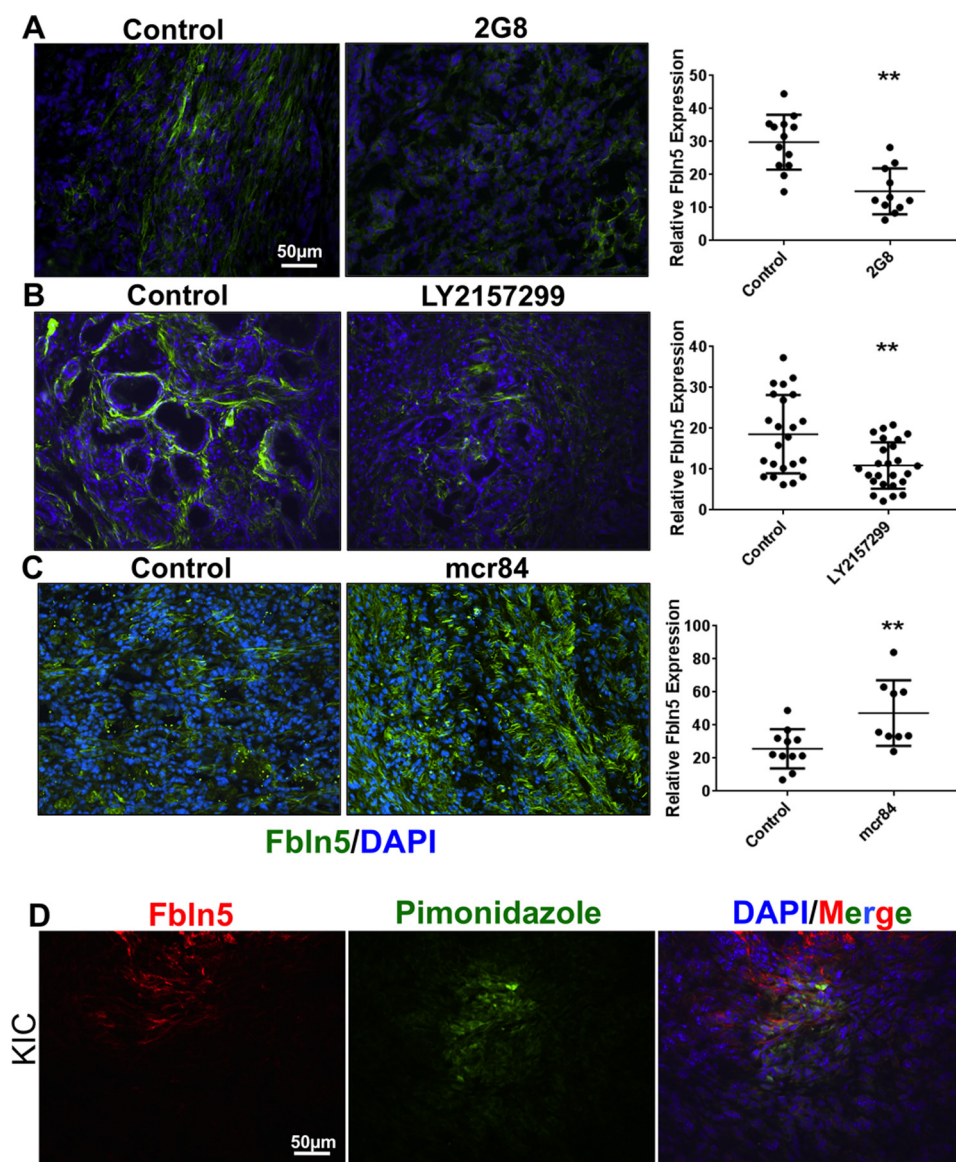 A
Control
2G8
50µm
Relative Fbln5 Expression
50
40
30
20
10
0
**
Control
2G8
B
Control
LY2157299
Relative Fbln5 Expression
40
30
20
10
0
**
Control
LY2157299
C
Control
mcr84
Relative Fbln5 Expression
100
80
60
40
20
0
**
Control
mcr84
Fbln5/DAPI
D
Fbln5
Pimonidazole
DAPI/Merge
KIC
50µm